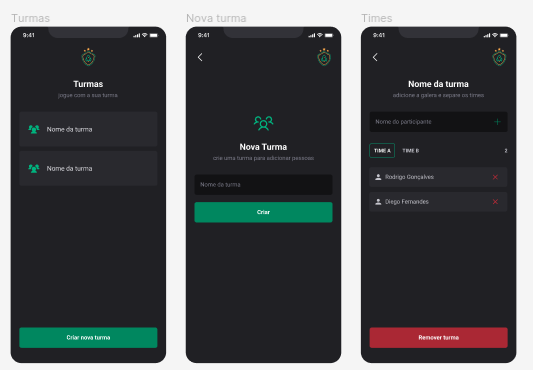 Turmas
9:41
Turmas
jogue com a sua turma
Nome da turma
Nome da turma
Criar nova turma
Nova turma
9:41
Nova Turma
crie uma turma para adicionar pessoas
Nome da turma
Criar
Times
9:41
Nome da turma
adicione a galera e separe os times
Nome do participante
TIME A TIME B 2
Rodrigo Gonçalves
Diego Fernandes
Remover turma